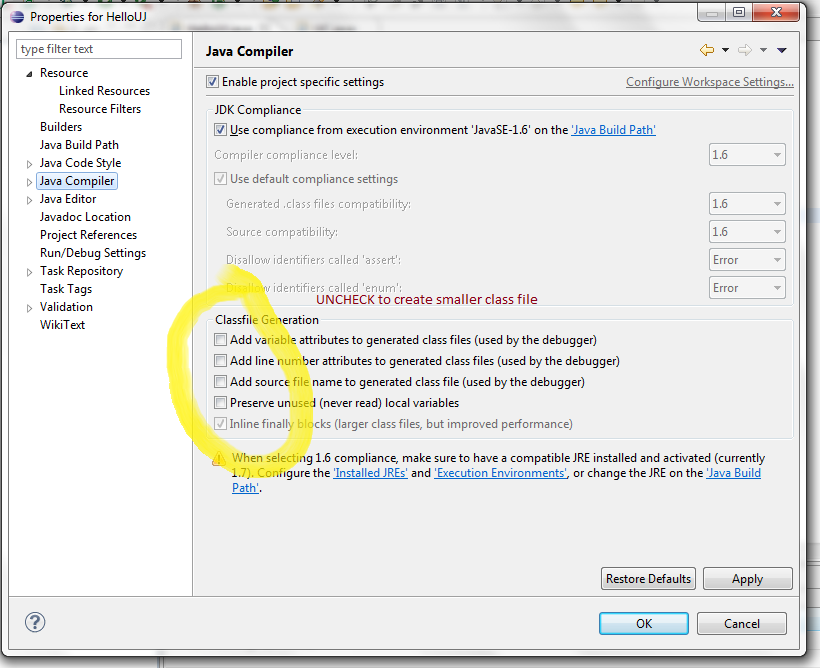 Properties for HelloUJ
type filter text
Resource
Linked Resources
Resource Filters
Builders
Java Build Path
Java Code Style
Java Compiler
Java Editor
Javadoc Location
Project References
Run/Debug Settings
Task Repository
Task Tags
Validation
WikiText
Java Compiler
Enable project specific settings
Configure Workspace Settings...
JDK Compliance
Use compliance from execution environment 'JavaSE-1.6' on the 'Java Build Path'
Compiler compliance level:
1.6
Use default compliance settings
Generated .class files compatibility:
1.6
Source compatibility:
1.6
Disallow identifiers called 'assert':
Error
Disallow identifiers called 'enum':
Error
UNCHECK to create smaller class file
Classfile Generation
Add variable attributes to generated class files (used by the debugger)
Add line number attributes to generated class files (used by the debugger)
Add source file name to generated class file (used by the debugger)
Preserve unused (never read) local variables
Inline finally blocks (larger class files, but improved performance)
When selecting 1.6 compliance, make sure to have a compatible JRE installed and activated (currently
1.7). Configure the 'Installed JREs' and 'Execution Environments', or change the JRE on the 'Java Build
Path'.
Restore Defaults
Apply
?
OK
Cancel